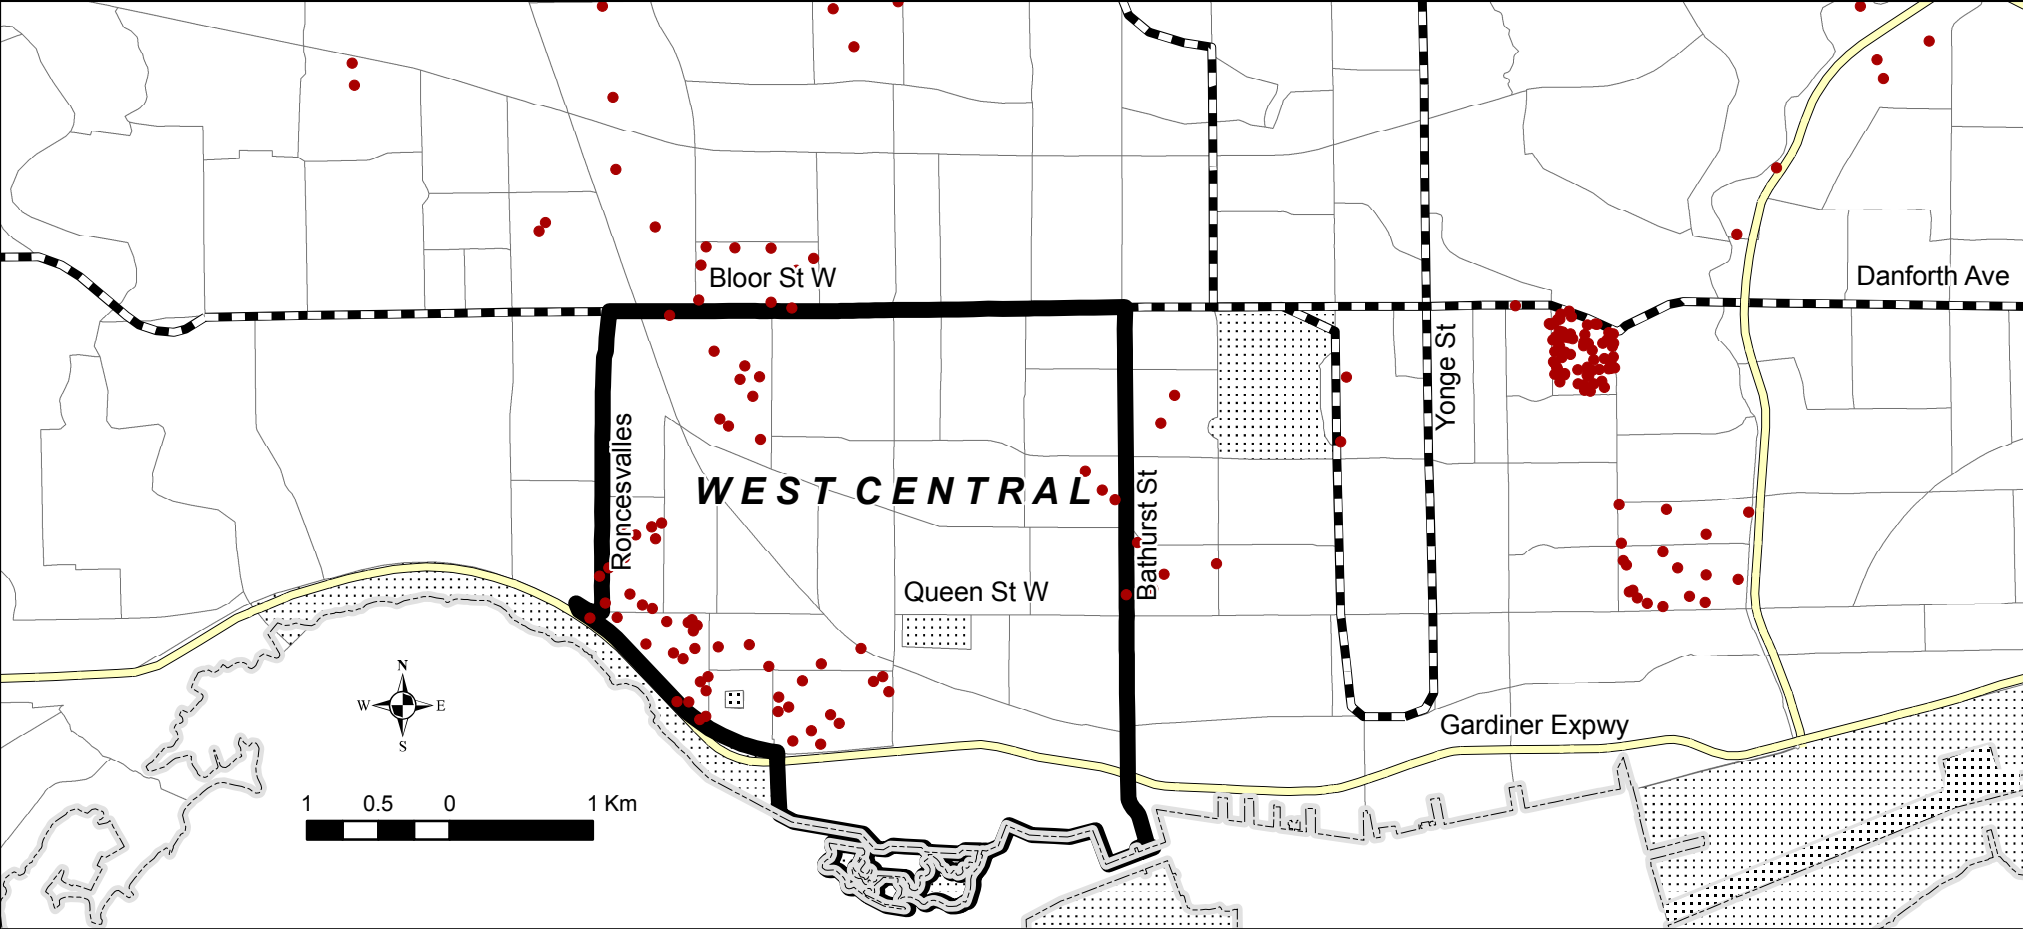 Bloor St W
Danforth Ave
Yonge St
Roncesvalles
WEST CENTRAL
Bathurst St
Queen St W
N
W E
S
Gardiner Expwy
1 0.5 0 1 Km